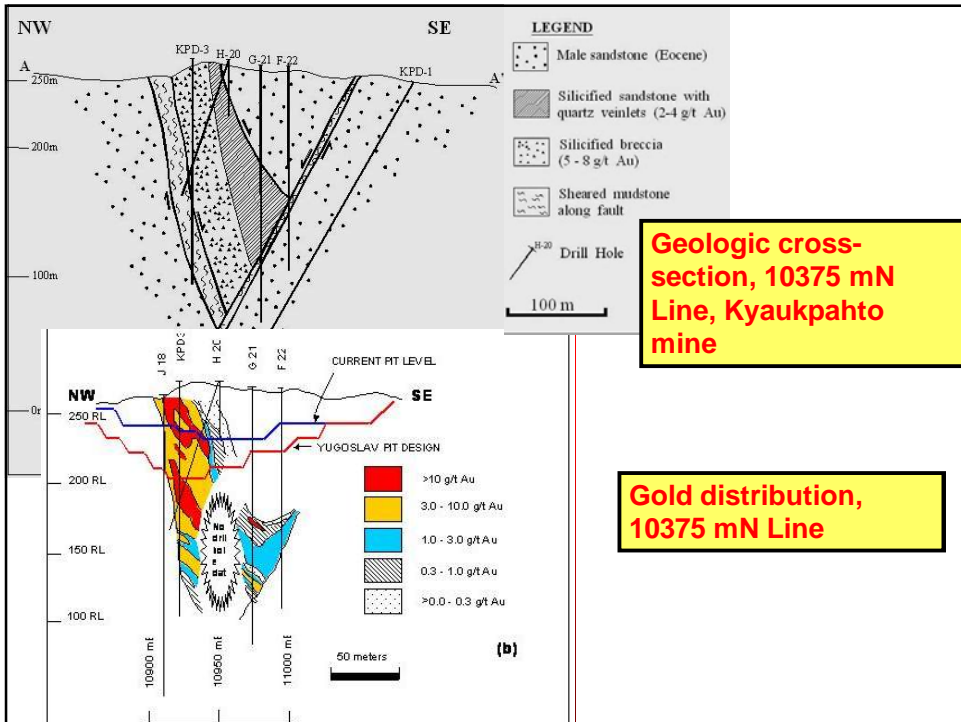 NW
SE
KPD-3
H-20
G-21
F-22
KPD-1
A
A'
250m
200m
100m
LEGEND
Male sandstone (Eocene)
Silicified sandstone with
quartz veinlets (2-4 g/t Au)
Silicified breccia
(5 - 8 g/t Au)
Sheared mudstone
along fault
H-20
Drill Hole
100 m
Geologic cross-
section, 10375 mN
Line, Kyaukpahto
mine
J 18
KPD3
H 20
G 21
F 22
CURRENT PIT LEVEL
NW
SE
250 RL
YUGOSLAV PIT DESIGN
200 RL
150 RL
100 RL
>10 g/t Au
3.0 - 10.0 g/t Au
1.0 - 3.0 g/t Au
0.3 - 1.0 g/t Au
>0.0 - 0.3 g/t Au
No
dril
hol
e
dat
10900 mE
10950 mE
11000 mE
50 meters
(b)
Gold distribution,
10375 mN Line